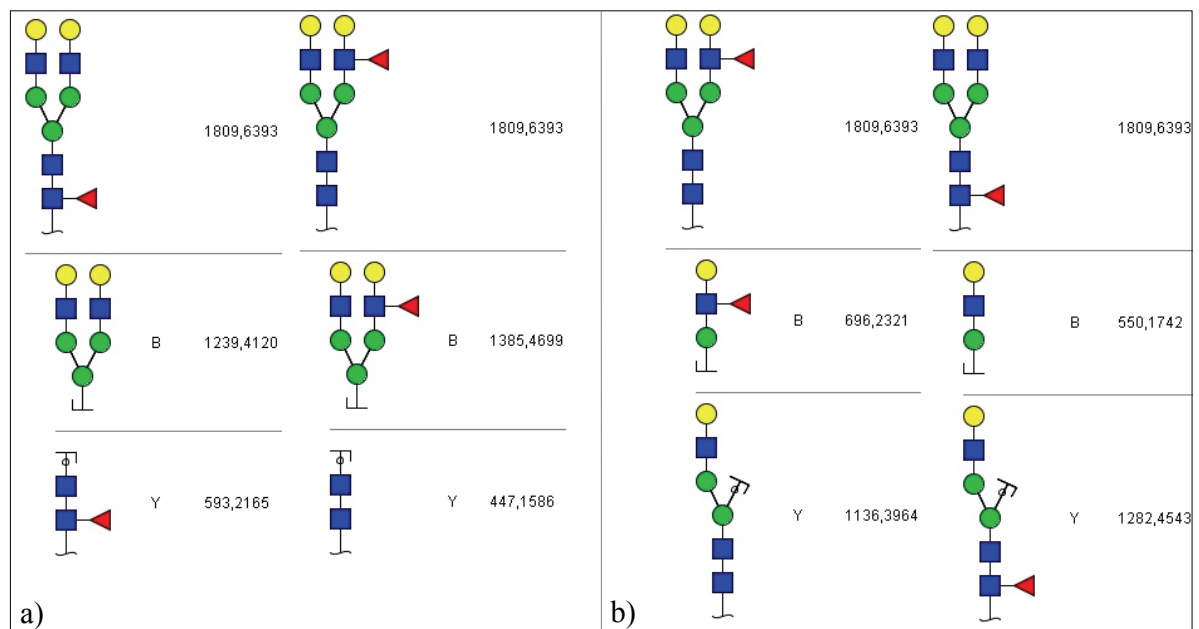 1809,6393
1809,6393
B 1239,4120
B 1385,4699
Y 593,2165
Y 447,1586
a)
1809,6393
1809,6393
B 696,2321
B 550,1742
Y 1136,3964
Y 1282,4543
b)